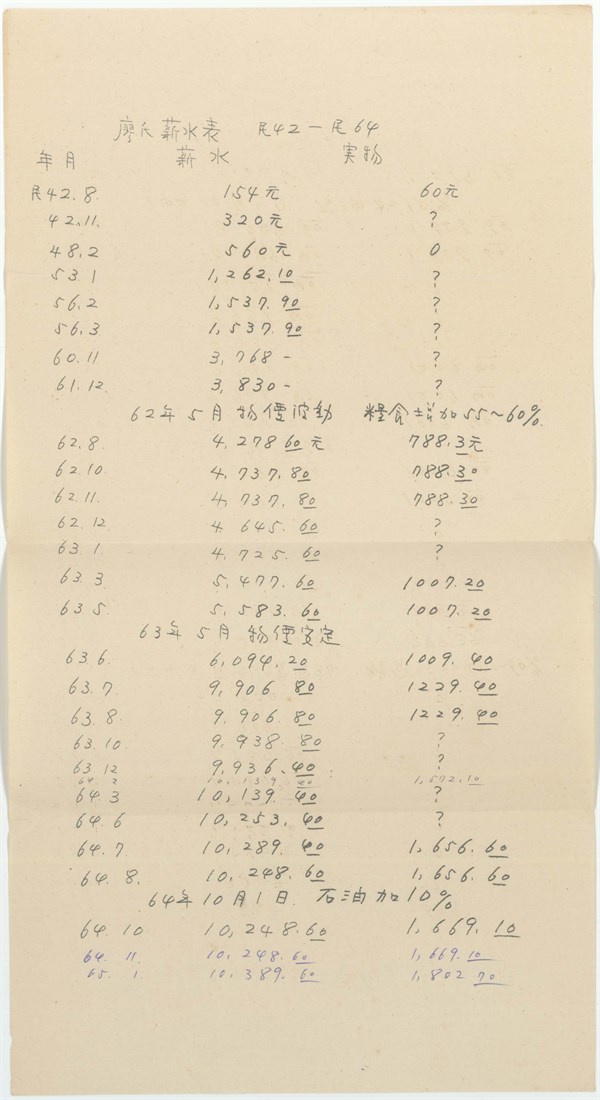 廖氏薪水表 民42—民64
年月 薪水 実物
民42.8. 154元 60元
42.11. 320元 ?
48.2 560元 0
53.1 1,262.10 ?
56.2 1,537.90 ?
56.3 1,537.90 ?
60.11 3,768- ?
61.12. 3,830- ?
62年5月物価波動 糧食増加55~60%
62.8. 4,278 60元 788.3元
62.10 4,737.80 788.30
62.11. 4,737.80 788.30
62.12 4 645.60 ?
63.1. 4,725.60 ?
63.3 5,477.60 1007.20
63.5 5,583.60 1007.20
63年5月物価安定
63.6. 6,094.20 1009.40
63.7 9,906 80 1229.40
63.8 9,906 80 1229.40
63.10 9,938 80 ?
63.12 9,936.40 ?
64 2 10,139 40 1,572.10
64.3 10,139.40 ?
64.6 10,253.40 ?
64.7 10,289.40 1,656.60
64.8. 10,248.60 1,656.60
64年10月1日. 石油加10%
64.10 10,248.60 1,669.10
64.11. 10,248.60 1,669.10
65.1. 10,389.60 1,802 70